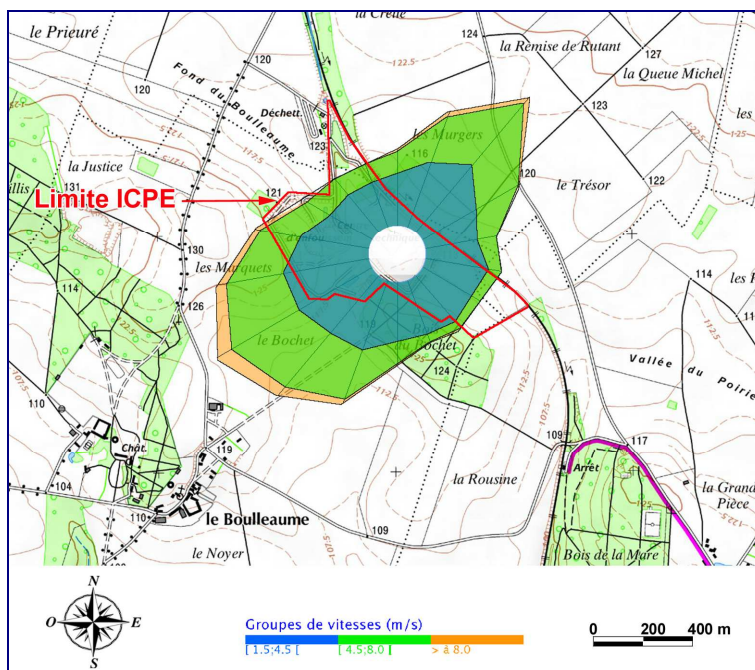 le Prieuré
la Crète
120
120
124
la Remise de Rutant
127
la Queue Michel
Fond du Boulleaume
Déchett.
123
123
les Murgers
116
la Justice
131
121
120
le Trésor
122
Limite ICPE
130
les Marquets
114
126
114
le Bochet
110
du Bochet
124
Vallée du Poirie
110
Chât.
119
109
117
Arrêt
la Rousine
la Grand
Pièce
104
110
le Boulleaume
109
le Noyer
Bois de la Mare
N
O
E
S
Groupes de vitesses (m/s)
[ 1.5;4.5 [
[ 4.5;8.0 ]
> à 8.0
0 200 400 m